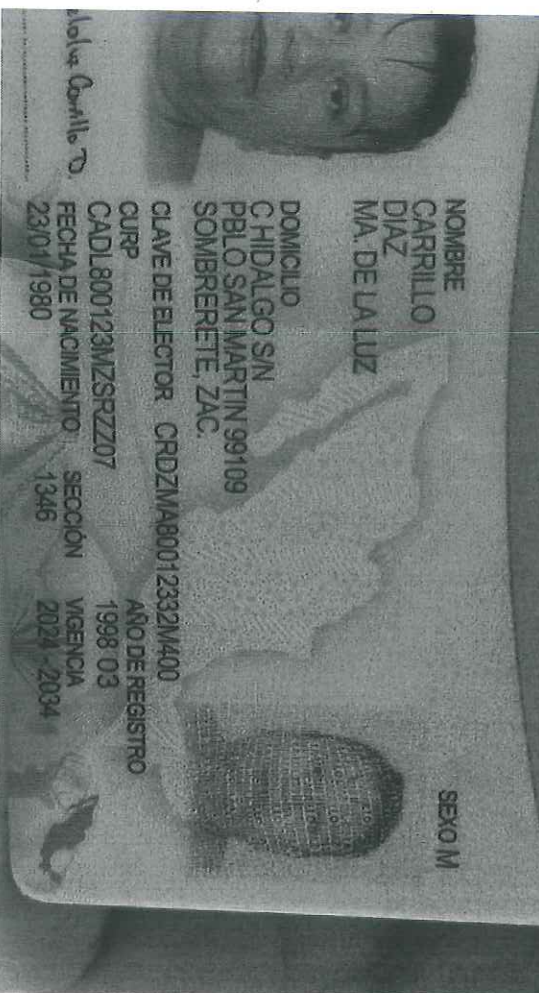 NOMBRE
CARRILLO
DIAZ
MA. DE LA LUZ
SEXO M
DOMICILIO
C HIDALGO S/N
PBLO SAN MARTIN 99109
SOMBRERETE, ZAC.
CLAVE DE ELECTOR CRDZMA80012332M400
CURP
CADL800123MZSRZZ07
AÑO DE REGISTRO
1998 03
FECHA DE NACIMIENTO
23/01/1980
SECCIÓN
1346
VIGENCIA
2024 - 2034
Carrillo D.